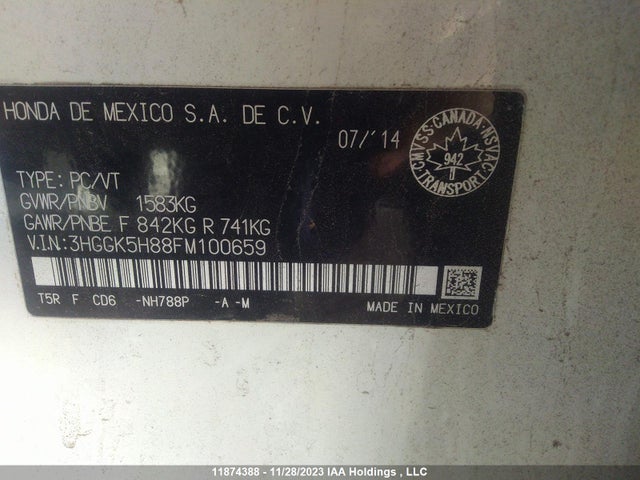 HONDA DE MEXICO S.A. DE C.V.
07/'14
CMVSS·CANADA·NSVAC
942
TRANSPORT
TYPE: PC/VT
GVWR/PNBV 1583KG
GAWR/PNBE F 842KG R 741KG
V.I.N.: 3HGGK5H88FM100659
T5R F CD6 -NH788P -A -M
MADE IN MEXICO
11874388 - 11/28/2023 IAA Holdings , LLC